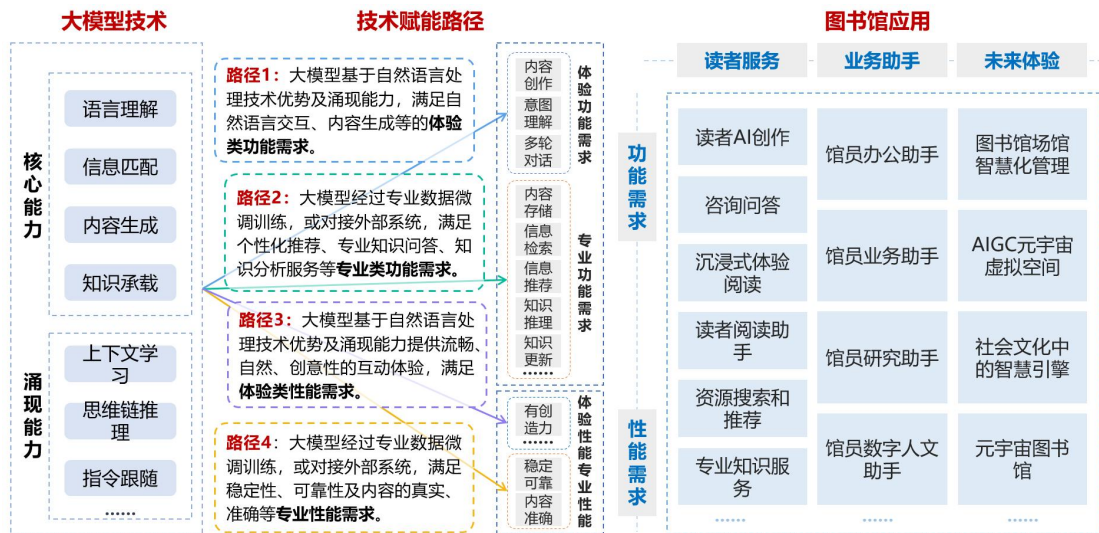 大模型技术
技术赋能路径
图书馆应用
核心能力
语言理解
信息匹配
内容生成
知识承载
涌现能力
上下文学
习
思维链推
理
指令跟随
······
路径1：大模型基于自然语言处
理技术优势及涌现能力，满足自
然语言交互、内容生成等的体验
类功能需求。
路径2：大模型经过专业数据微
调训练，或对接外部系统，满足
个性化推荐、专业知识问答、知
识分析服务等专业类功能需求。
路径3：大模型基于自然语言处
理技术优势及涌现能力提供流畅、
自然、创意性的互动体验，满足
体验类性能需求。
路径4：大模型经过专业数据微
调训练，或对接外部系统，满足
稳定性、可靠性及内容的真实、
准确等专业性能需求。
内容
创作
意图
理解
多轮
对话
体验功能需求
内容
存储
信息
检索
信息
推荐
知识
推理
知识
更新
······
专业功能需求
有创
造力
······
体验性能
稳定
可靠
内容
准确
专业性能
功能需求
性能需求
读者服务
业务助手
未来体验
读者AI创作
咨询问答
沉浸式体验
阅读
读者阅读助
手
资源搜索和
推荐
专业知识服
务
······
馆员办公助手
馆员业务助手
馆员研究助手
馆员数字人文
助手
······
图书馆场馆
智慧化管理
AIGC元宇宙
虚拟空间
社会文化中
的智慧引擎
元宇宙图书
馆
······